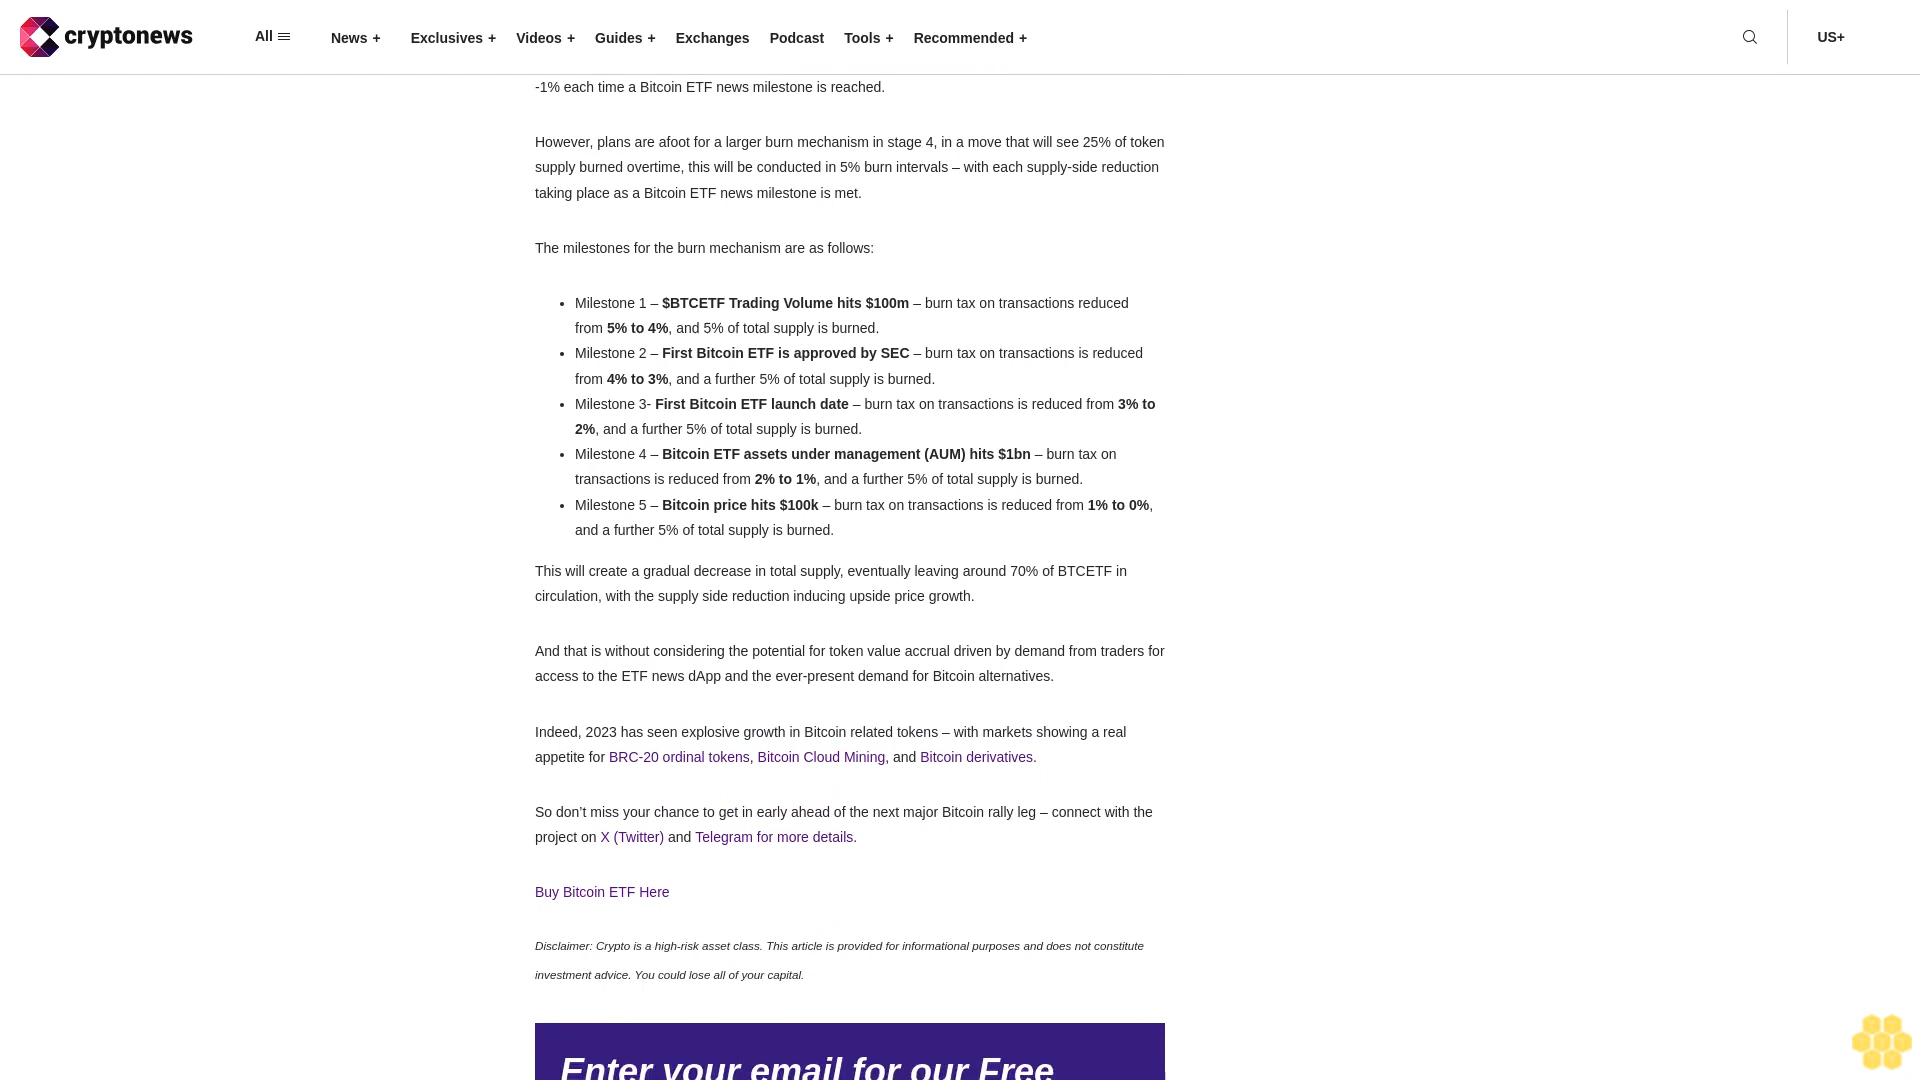 cryptonews
All
News +
Exclusives +
Videos +
Guides +
Exchanges
Podcast
Tools +
Recommended +
US+
-1% each time a Bitcoin ETF news milestone is reached.
However, plans are afoot for a larger burn mechanism in stage 4, in a move that will see 25% of token
supply burned overtime, this will be conducted in 5% burn intervals – with each supply-side reduction
taking place as a Bitcoin ETF news milestone is met.
The milestones for the burn mechanism are as follows:
• Milestone 1 – $BTCETF Trading Volume hits $100m – burn tax on transactions reduced
from 5% to 4%, and 5% of total supply is burned.
• Milestone 2 – First Bitcoin ETF is approved by SEC – burn tax on transactions is reduced
from 4% to 3%, and a further 5% of total supply is burned.
• Milestone 3- First Bitcoin ETF launch date – burn tax on transactions is reduced from 3% to
2%, and a further 5% of total supply is burned.
• Milestone 4 – Bitcoin ETF assets under management (AUM) hits $1bn – burn tax on
transactions is reduced from 2% to 1%, and a further 5% of total supply is burned.
• Milestone 5 – Bitcoin price hits $100k – burn tax on transactions is reduced from 1% to 0%,
and a further 5% of total supply is burned.
This will create a gradual decrease in total supply, eventually leaving around 70% of BTCETF in
circulation, with the supply side reduction inducing upside price growth.
And that is without considering the potential for token value accrual driven by demand from traders for
access to the ETF news dApp and the ever-present demand for Bitcoin alternatives.
Indeed, 2023 has seen explosive growth in Bitcoin related tokens – with markets showing a real
appetite for BRC-20 ordinal tokens, Bitcoin Cloud Mining, and Bitcoin derivatives.
So don’t miss your chance to get in early ahead of the next major Bitcoin rally leg – connect with the
project on X (Twitter) and Telegram for more details.
Buy Bitcoin ETF Here
Disclaimer: Crypto is a high-risk asset class. This article is provided for informational purposes and does not constitute
investment advice. You could lose all of your capital.
Enter your email for our Free